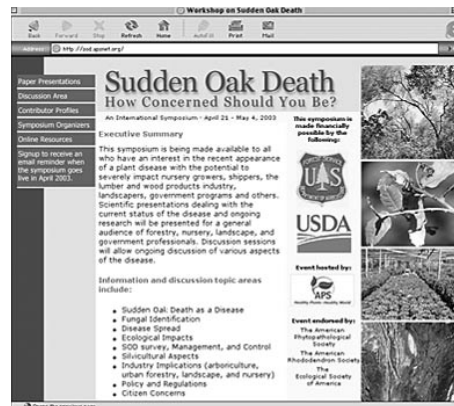 Workshop on Sudden Oak Death
Back Forward Stop Refresh Home AutoFill Print Mail
Address: http://sod.apsnet.org/
Paper Presentations
Discussion Area
Contributor Profiles
Symposium Organizers
Online Resources
Signup to receive an
email reminder when
the symposium goes
live in April 2003.
Sudden Oak Death
How Concerned Should You Be?
An International Symposium - April 21 - May 4, 2003
Executive Summary
This symposium is being made available to all
who have an interest in the recent appearance
of a plant disease with the potential to
severely impact nursery growers, shippers, the
lumber and wood products industry,
landscapers, government programs and others.
Scientific presentations dealing with the
current status of the disease and ongoing
research will be presented for a general
audience of forestry, nursery, landscape, and
government professionals. Discussion sessions
will allow ongoing discussion of various aspects
of the disease.
Information and discussion topic areas
include:
Sudden Oak Death as a Disease
Fungal Identification
Disease Spread
Ecological Impacts
SOD survey, Management, and Control
Silvicultural Aspects
Industry Implications (arboriculture,
urban forestry, landscape, and nursery)
Policy and Regulations
Citizen Concerns
This symposium is
made financially
possible by the
following:
FOREST SERVICE
U S
USDA
Event hosted by:
APS
Healthy Plants • Healthy World
Event endorsed by:
The American
Phytopathological
Society
The American
Rhododendron Society
The
Ecological Society
of America